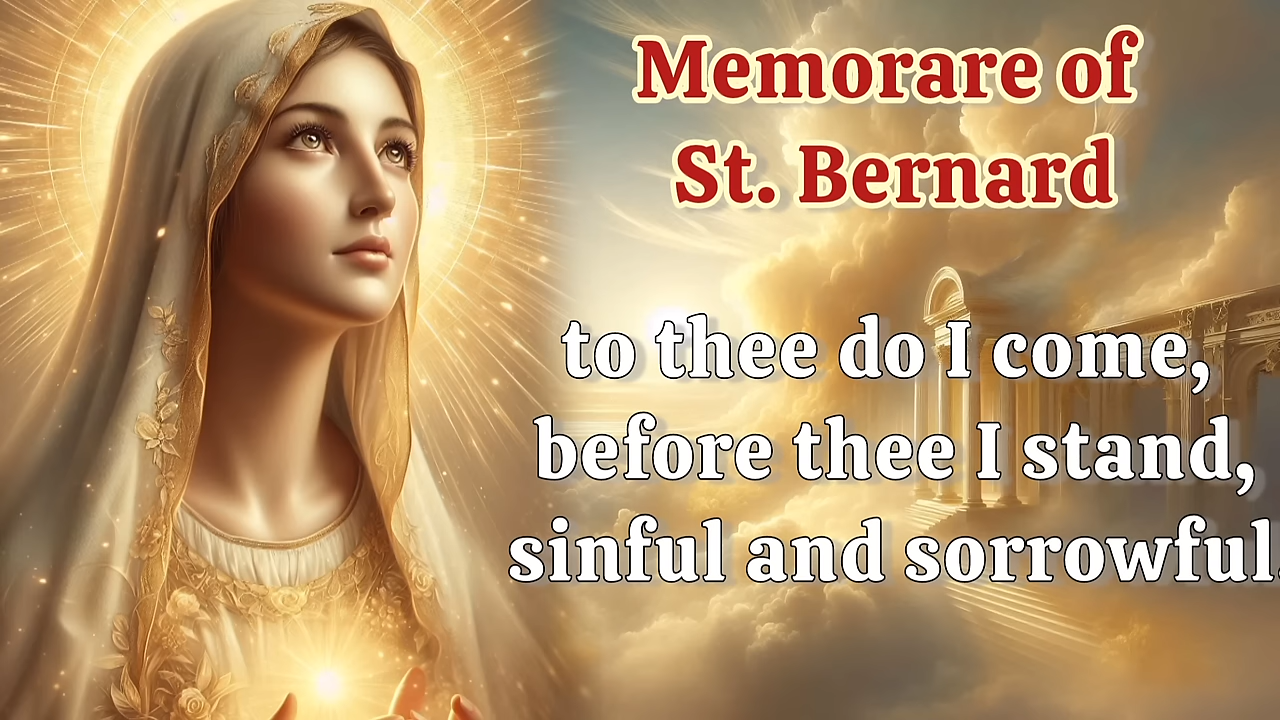 Memorare of
St. Bernard
to thee do I come,
before thee I stand,
sinful and sorrowful.